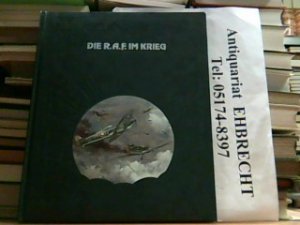 DIE R.A.F. IM KRIEG
Antiquariat EHBRECHT
Tel: 05174-8397